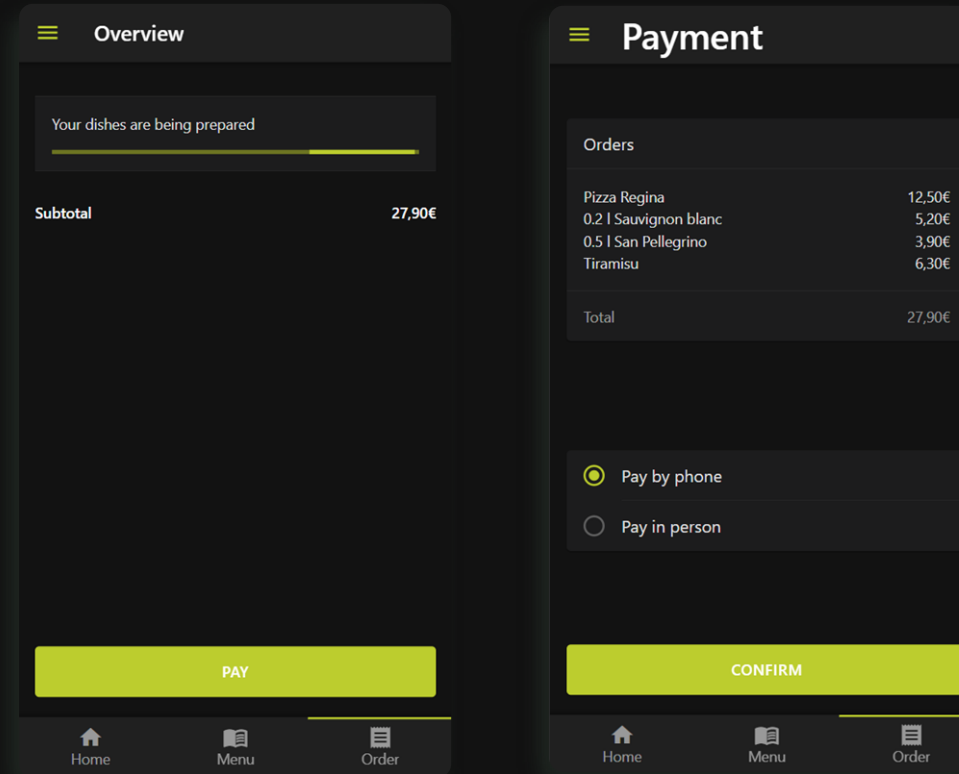 Overview
Your dishes are being prepared
Subtotal 27,90€
PAY
Home Menu Order
Payment
Orders
Pizza Regina 12,50€
0.2 l Sauvignon blanc 5,20€
0.5 l San Pellegrino 3,90€
Tiramisu 6,30€
Total 27,90€
Pay by phone
Pay in person
CONFIRM
Home Menu Order